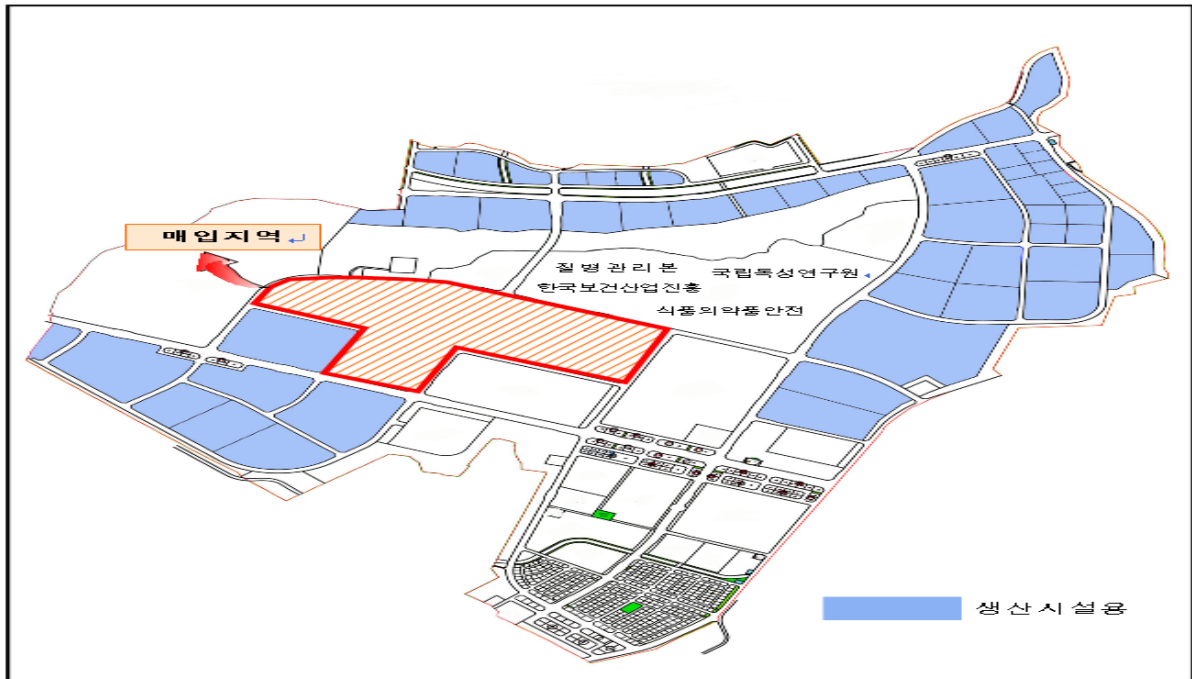 매입지역
질병관리본
국립독성연구원
한국보건산업진흥
식품의약품안전
생산시설용